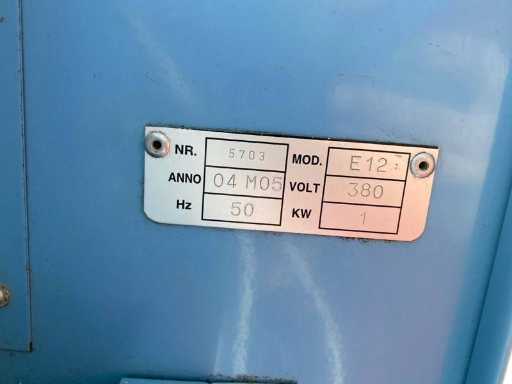 NR. 5703 MOD. E12
ANNO 04 M05 VOLT 380
Hz 50 KW 1